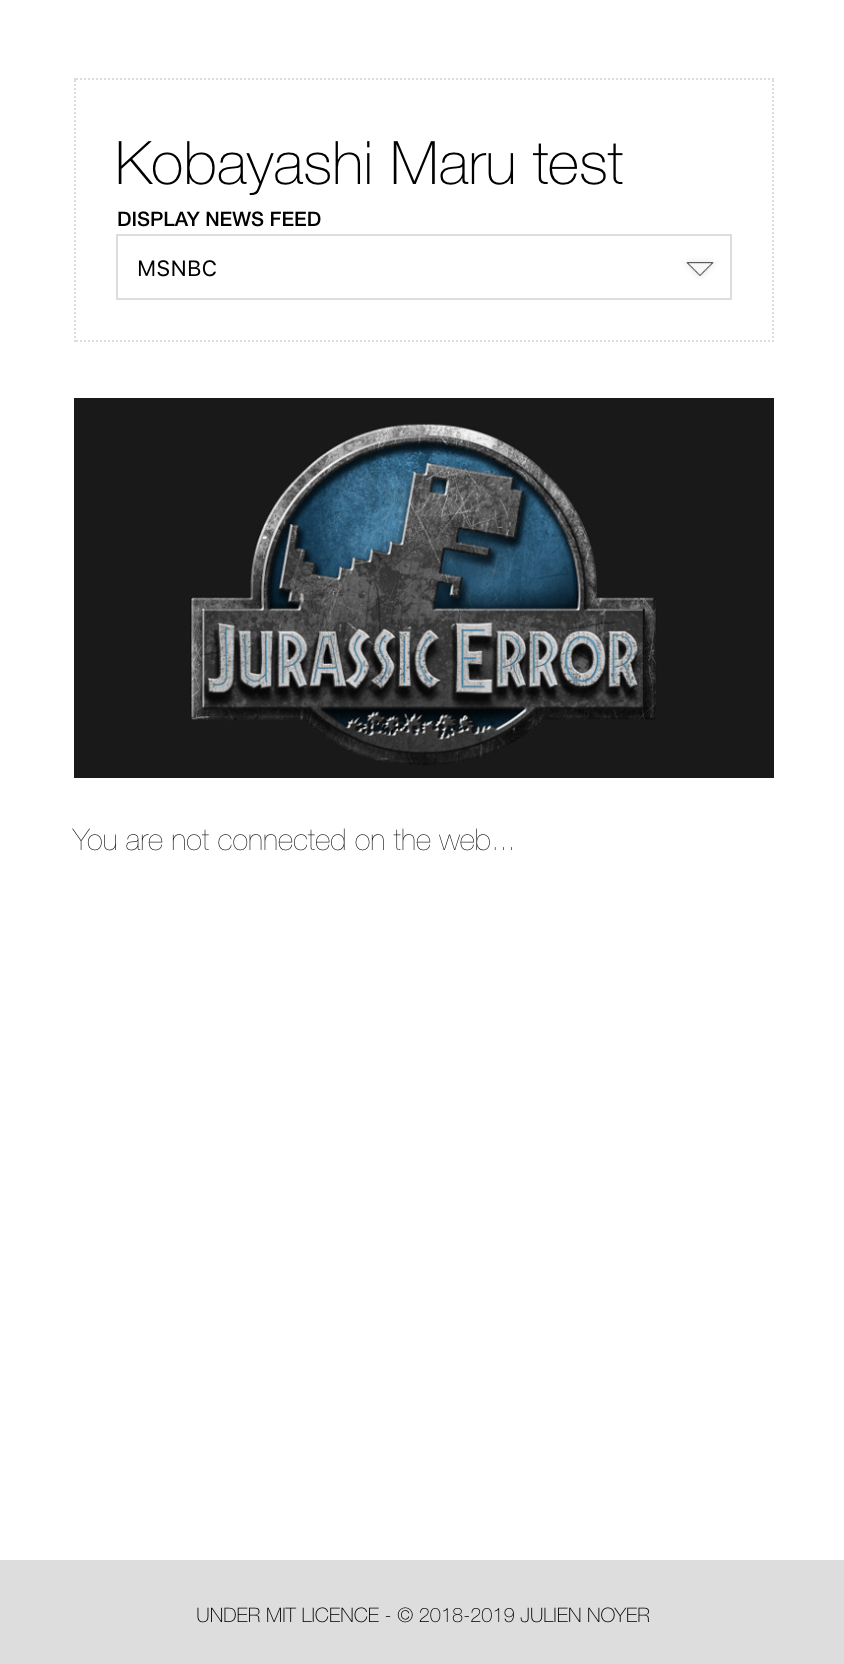 Kobayashi Maru test
DISPLAY NEWS FEED
MSNBC
JURASSIC ERROR
You are not connected on the web...
UNDER MIT LICENCE - © 2018-2019 JULIEN NOYER